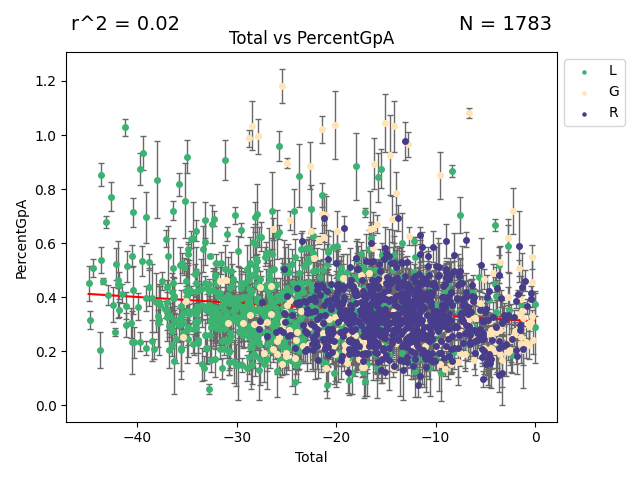 r^2 = 0.02 N = 1783
Total vs PercentGpA
L
G
R
PercentGpA
1.2
1.0
0.8
0.6
0.4
0.2
0.0
−40 −30 −20 −10 0
Total